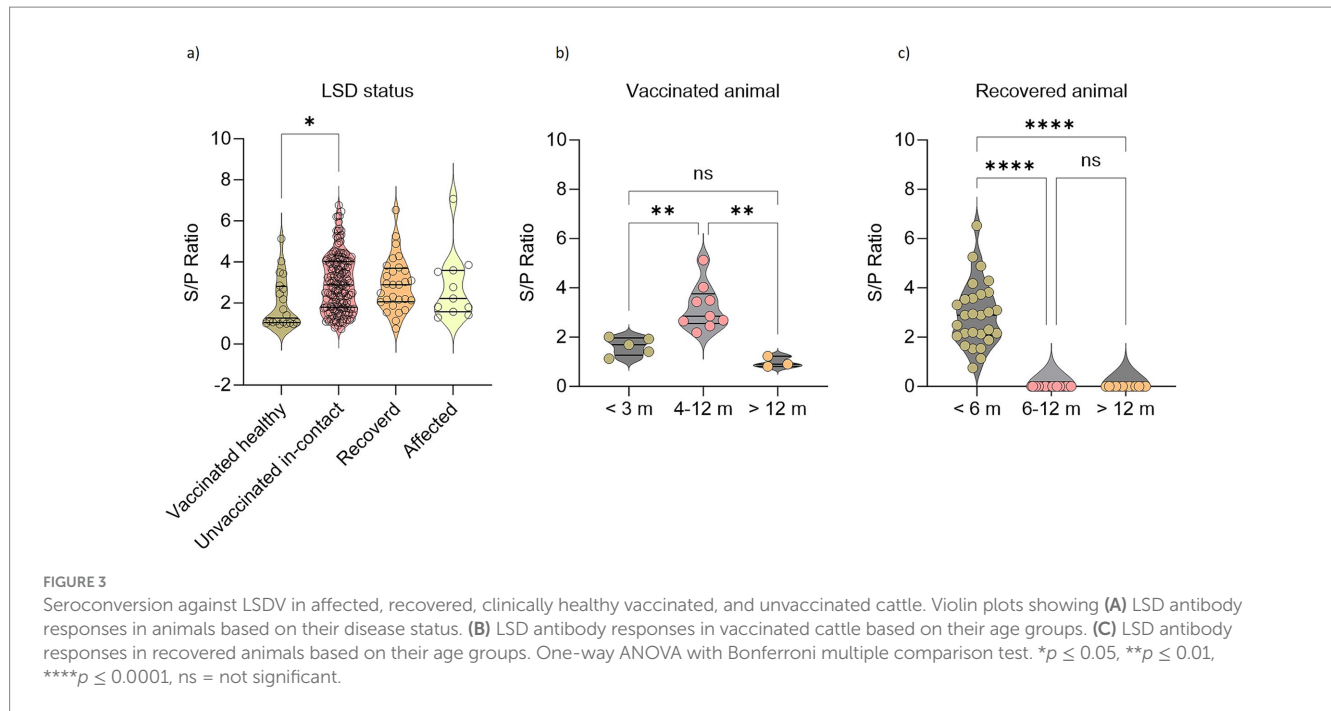 a)
LSD status
*
S/P Ratio
10
8
6
4
2
0
-2
Vaccinated healthy
Unvaccinated in-contact
Recoverd
Affected
b)
Vaccinated animal
ns
**
**
S/P Ratio
10
8
6
4
2
0
< 3 m
4-12 m
> 12 m
c)
Recovered animal
****
****
ns
S/P Ratio
10
8
6
4
2
0
< 6 m
6-12 m
> 12 m
FIGURE 3
Seroconversion against LSDV in affected, recovered, clinically healthy vaccinated, and unvaccinated cattle. Violin plots showing (A) LSD antibody
responses in animals based on their disease status. (B) LSD antibody responses in vaccinated cattle based on their age groups. (C) LSD antibody
responses in recovered animals based on their age groups. One-way ANOVA with Bonferroni multiple comparison test. *p ≤ 0.05, **p ≤ 0.01,
****p ≤ 0.0001, ns = not significant.